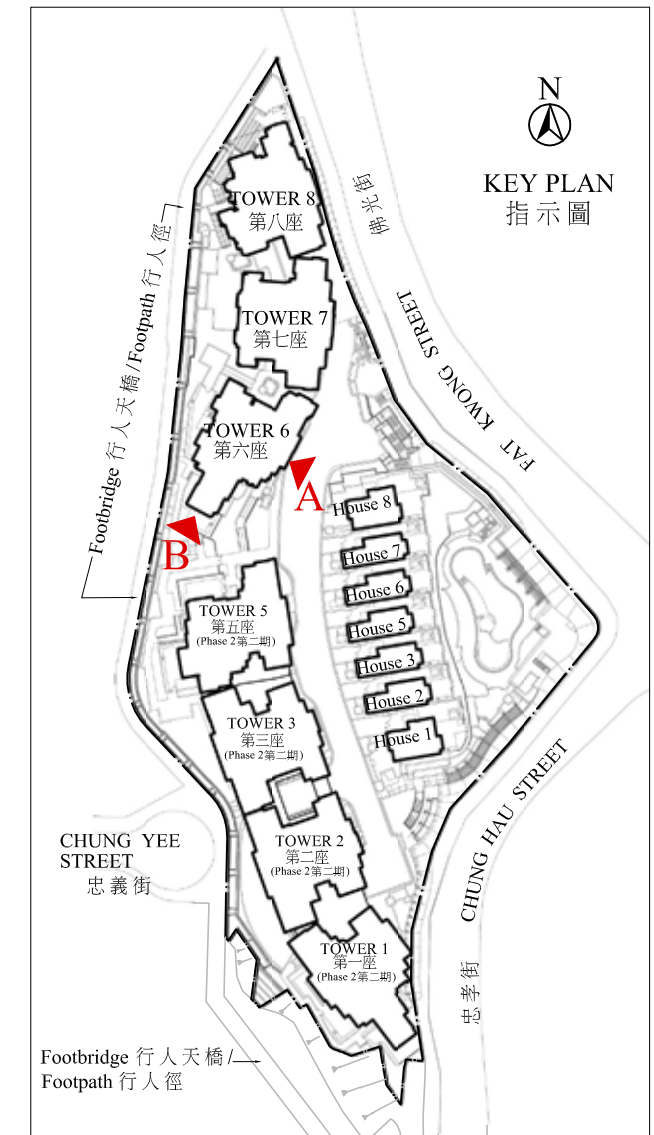 N
KEY PLAN
指示圖
TOWER 8
第八座
佛光街
FAT KWONG STREET
Footbridge 行人天橋/Footpath 行人徑
TOWER 7
第七座
TOWER 6
第六座
A
B
House 8
House 7
House 6
House 5
House 3
House 2
House 1
TOWER 5
第五座
(Phase 2第二期)
TOWER 3
第三座
(Phase 2第二期)
TOWER 2
第二座
(Phase 2第二期)
TOWER 1
第一座
(Phase 2第二期)
CHUNG YEE
STREET
忠義街
CHUNG HAU STREET
忠孝街
Footbridge 行人天橋/
Footpath 行人徑